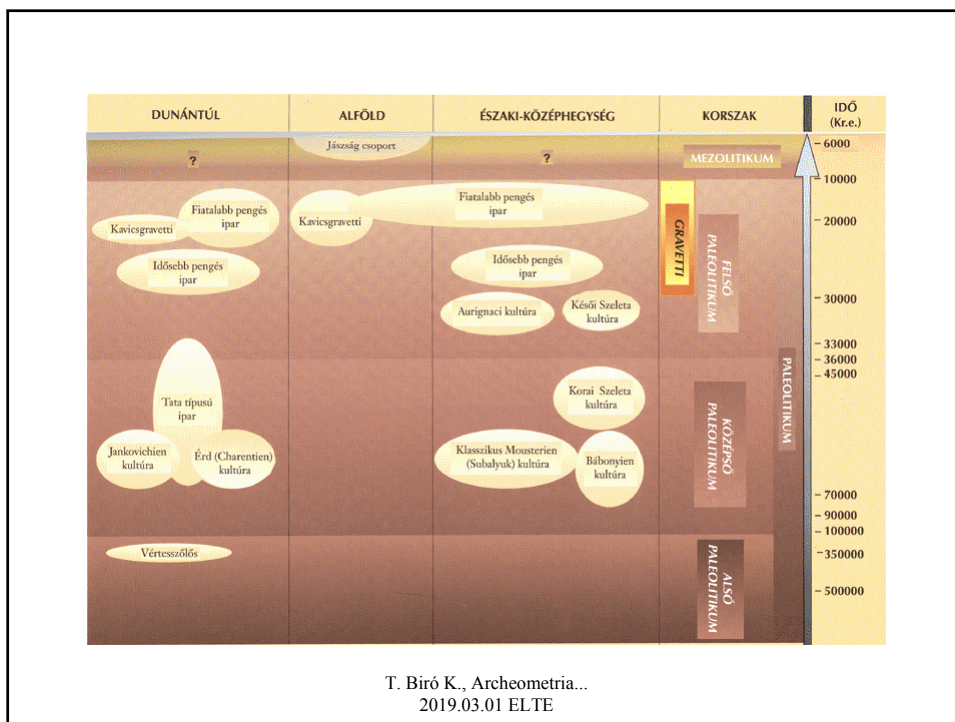 DUNÁNTÚL
ALFÖLD
ÉSZAKI-KÖZÉPHEGYSÉG
KORSZAK
IDŐ
(Kr.e.)
Jászság csoport
?
?
MEZOLITIKUM
6000
10000
Fiatalabb pengés
ipar
Kavicsgravetti
Kavicsgravetti
Fiatalabb pengés
ipar
GRAVETTI
FELSŐ
PALEOLITIKUM
20000
Idősebb pengés
ipar
Idősebb pengés
ipar
Aurignaci kultúra
Késői Szeleta
kultúra
30000
33000
36000
45000
PALEOLITIKUM
Tata típusú
ipar
Korai Szeleta
kultúra
KÖZÉPSŐ
PALEOLITIKUM
Jankovichien
kultúra
Érd (Charentien)
kultúra
Klasszikus Mousterien
(Subalyuk) kultúra
Bábonyien
kultúra
70000
90000
100000
Vértesszőlős
350000
ALSÓ
PALEOLITIKUM
500000
T. Biró K., Archeometria...
2019.03.01 ELTE